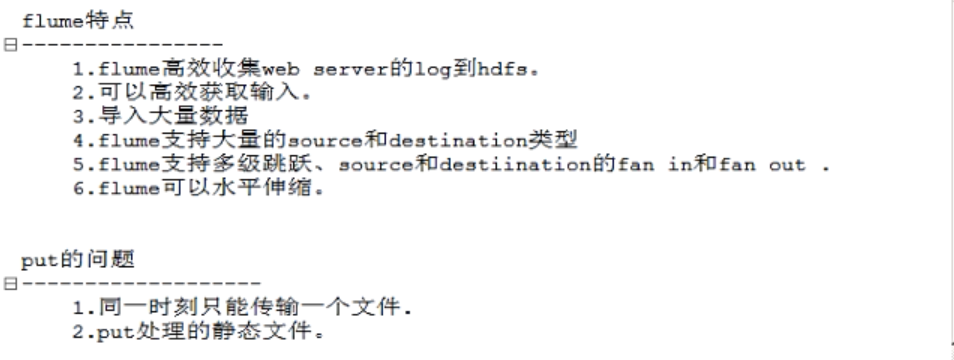 flume特点
-----------------
1.flume高效收集web server的log到hdfs。
2.可以高效获取输入。
3.导入大量数据
4.flume支持大量的source和destination类型
5.flume支持多级跳跃、source和destiination的fan in和fan out .
6.flume可以水平伸缩。
put的问题
--------------------
1.同一时刻只能传输一个文件.
2.put处理的静态文件。